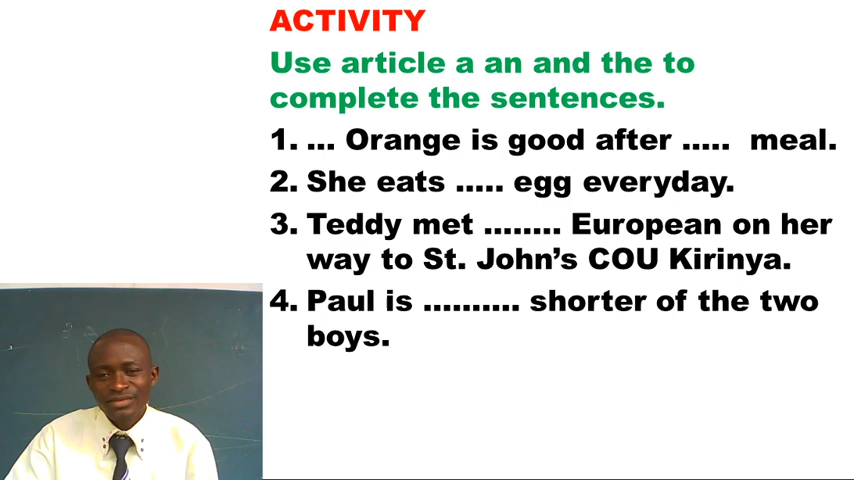 ACTIVITY
Use article a an and the to
complete the sentences.
1. ... Orange is good after ..... meal.
2. She eats ..... egg everyday.
3. Teddy met ........ European on her
way to St. John’s COU Kirinya.
4. Paul is .......... shorter of the two
boys.